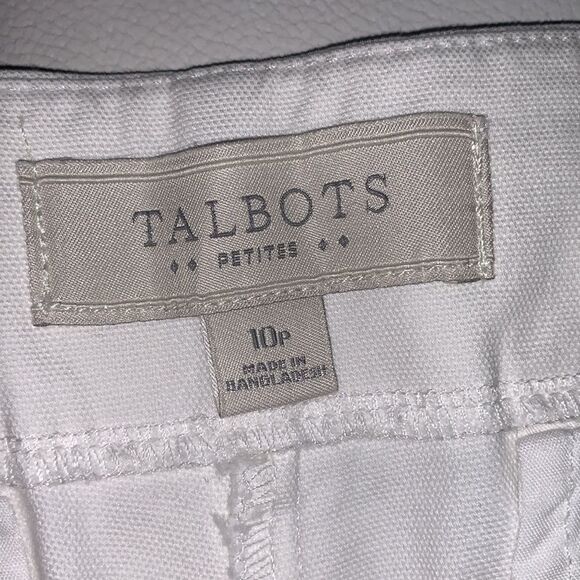 TALBOTS
PETITES
10P
MADE IN
BANGLADESH